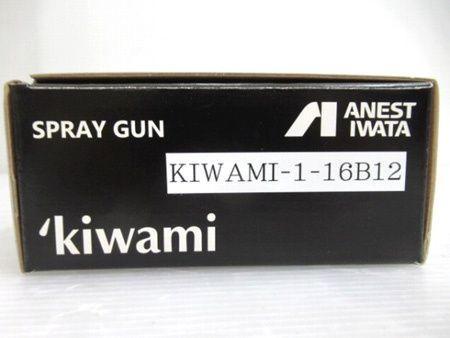 SPRAY GUN
ANEST
IWATA
KIWAMI-1-16B12
‘kiwami